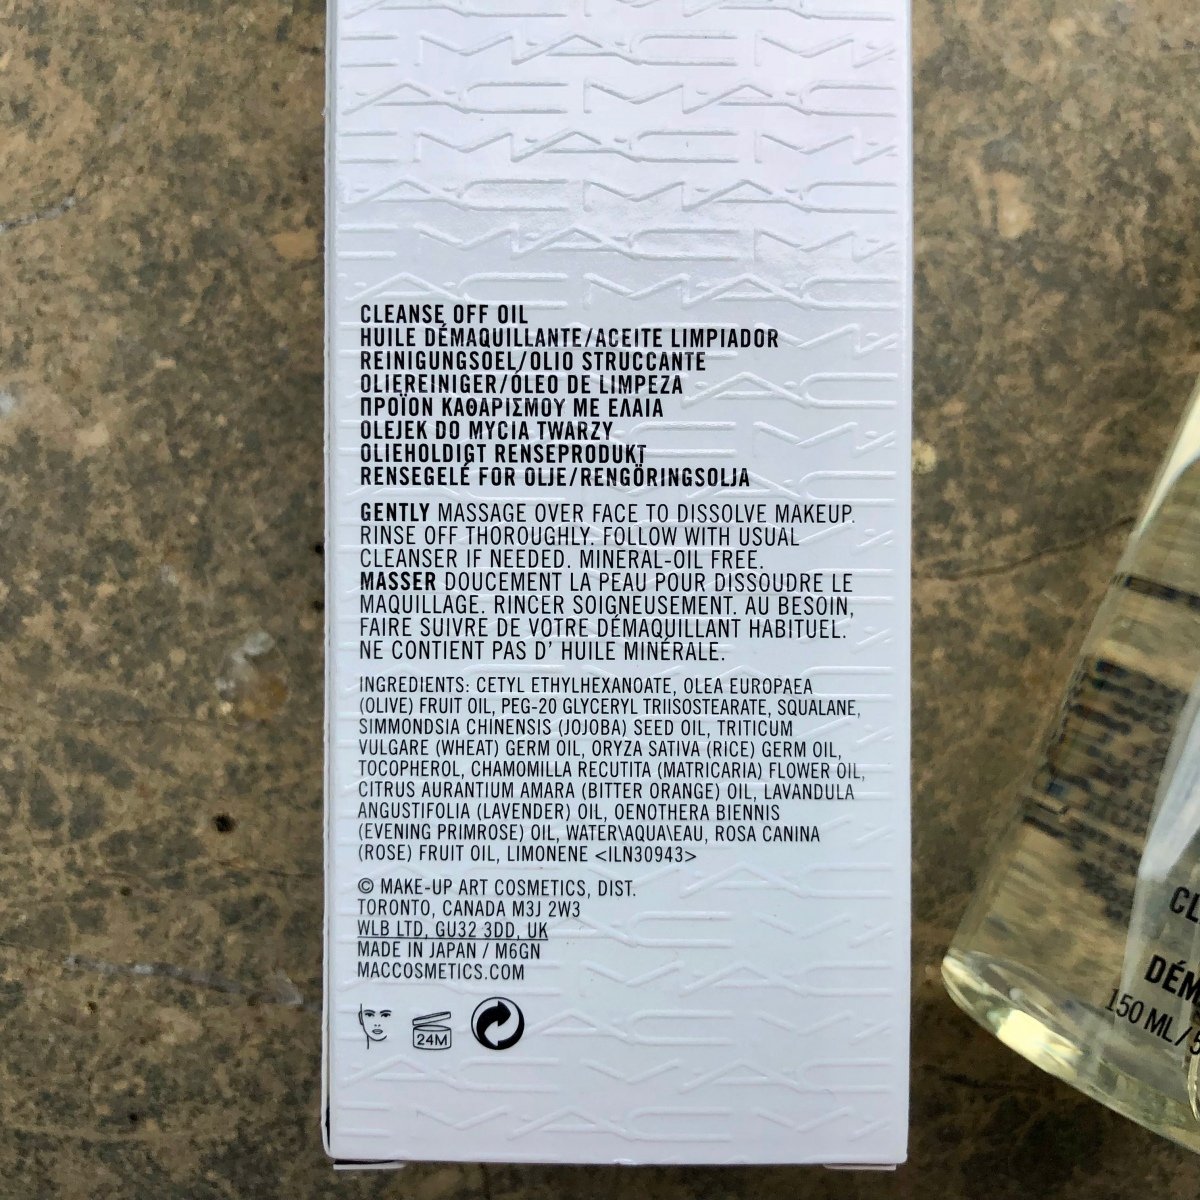 CLEANSE OFF OIL
HUILE DÉMAQUILLANTE/ACEITE LIMPIADOR
REINIGUNGSOEL/OLIO STRUCCANTE
OLIEREINIGER/ÓLEO DE LIMPEZA
ΠΡΟΪΟΝ ΚΑΘΑΡΙΣΜΟΥ ΜΕ ΕΛΑΙΑ
OLEJEK DO MYCIA TWARZY
OLIEHOLDIGT RENSEPRODUKT
RENSEGELÉ FOR OLJE/RENGÖRINGSOLJA
GENTLY MASSAGE OVER FACE TO DISSOLVE MAKEUP.
RINSE OFF THOROUGHLY. FOLLOW WITH USUAL
CLEANSER IF NEEDED. MINERAL-OIL FREE.
MASSER DOUCEMENT LA PEAU POUR DISSOUDRE LE
MAQUILLAGE. RINCER SOIGNEUSEMENT. AU BESOIN,
FAIRE SUIVRE DE VOTRE DÉMAQUILLANT HABITUEL.
NE CONTIENT PAS D' HUILE MINÉRALE.
INGREDIENTS: CETYL ETHYLHEXANOATE, OLEA EUROPAEA
(OLIVE) FRUIT OIL, PEG-20 GLYCERYL TRIISOSTEARATE, SQUALANE,
SIMMONDSIA CHINENSIS (JOJOBA) SEED OIL, TRITICUM
VULGARE (WHEAT) GERM OIL, ORYZA SATIVA (RICE) GERM OIL,
TOCOPHEROL, CHAMOMILLA RECUTITA (MATRICARIA) FLOWER OIL,
CITRUS AURANTIUM AMARA (BITTER ORANGE) OIL, LAVANDULA
ANGUSTIFOLIA (LAVENDER) OIL, OENOTHERA BIENNIS
(EVENING PRIMROSE) OIL, WATER\AQUA\EAU, ROSA CANINA
(ROSE) FRUIT OIL, LIMONENE <ILN30943>
© MAKE-UP ART COSMETICS, DIST.
TORONTO, CANADA M3J 2W3
WLB LTD, GU32 3DD, UK
MADE IN JAPAN / M6GN
MACCOSMETICS.COM
24M
CL
DÉM
150 ML / 5